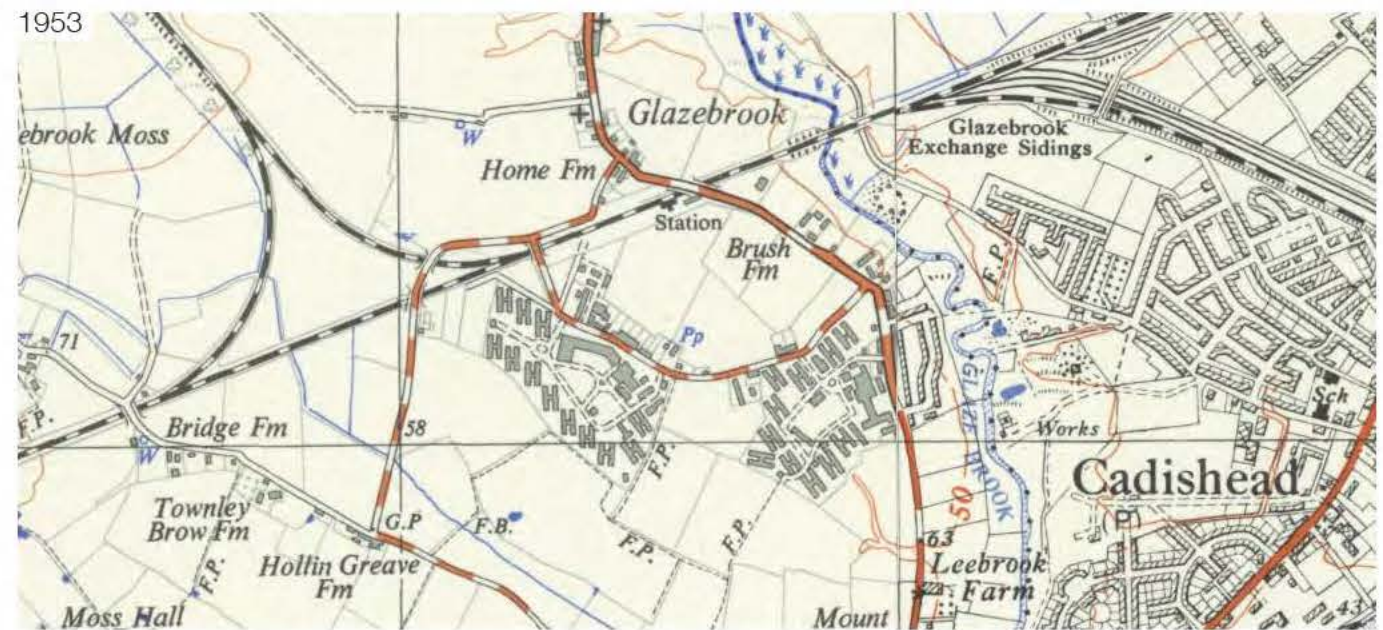 1953
ebrook Moss
W
Glazebrook
Home Fm
Glazebrook
Exchange Sidings
Station
Brush
Fm
F.P.
Pp
71
58
Bridge Fm
F.P.
W
F.P.
GLAZE
BROOK
Works
Sch
Cadishead
(P)
50
Townley
Brow Fm
G.P
F.B.
F.P.
F.P.
F.P.
Hollin Greave
Fm
63
Leebrook
Farm
Moss Hall
Mount
43
H H H H H H H H H H H H H H H H H H H H